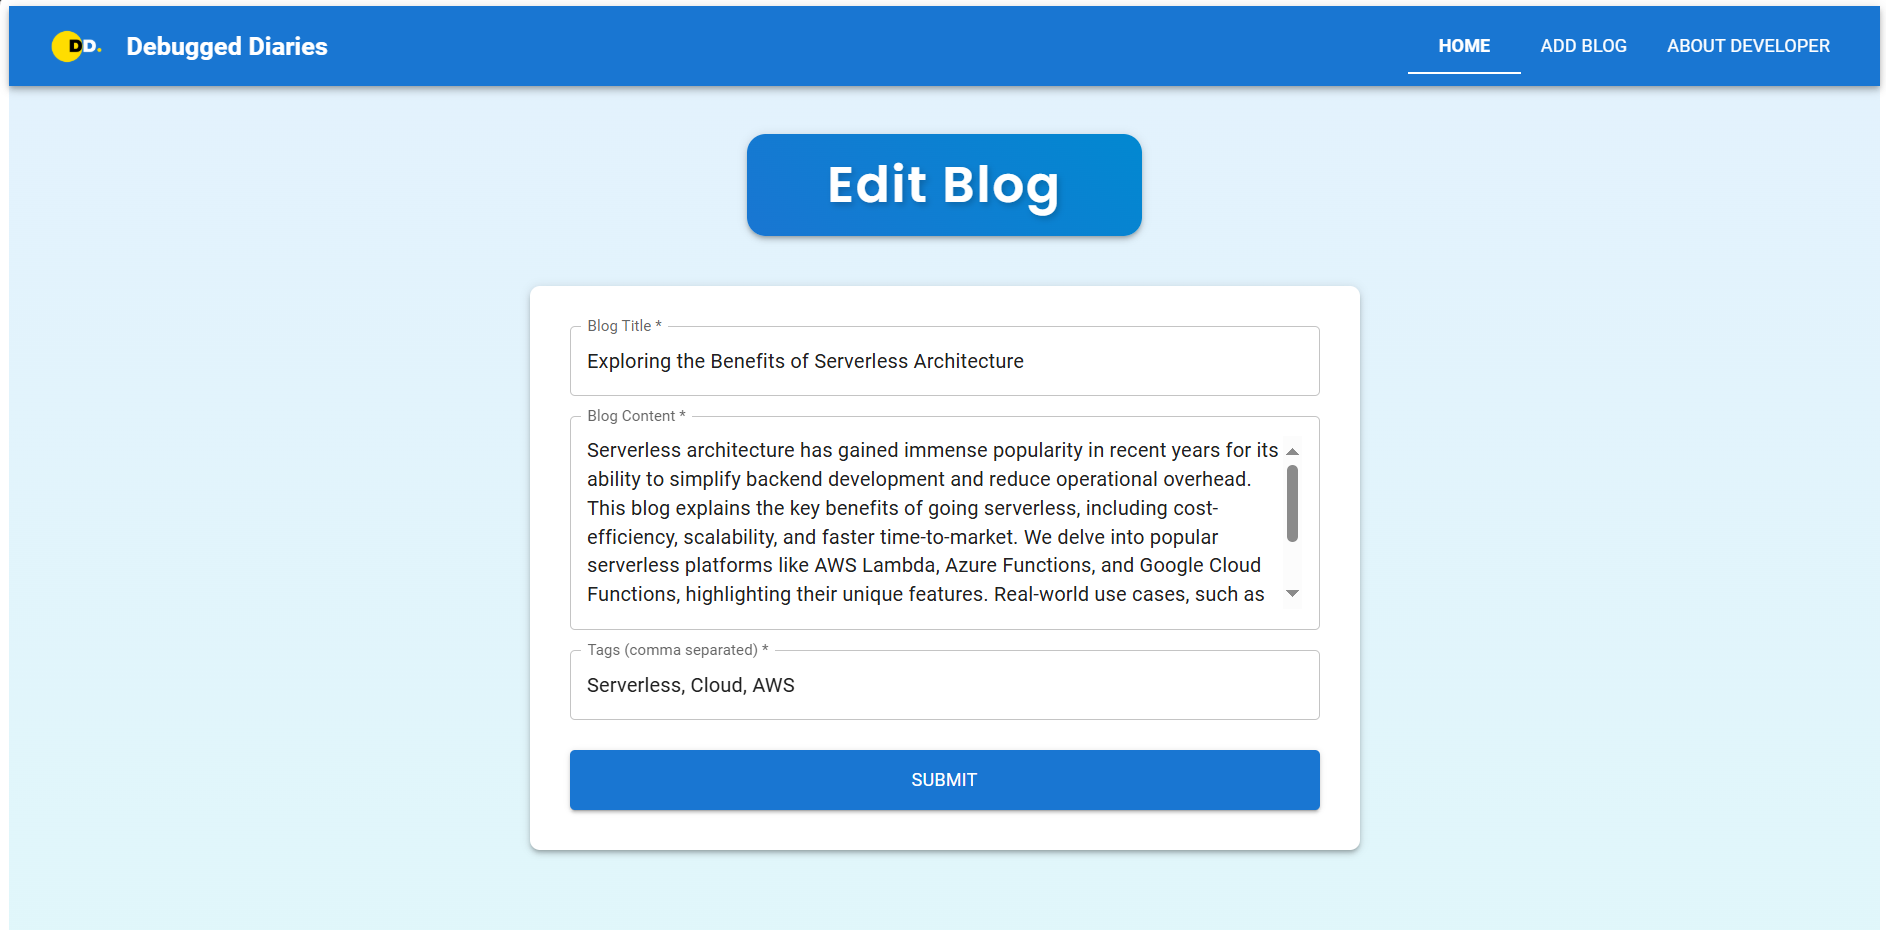 DD.
Debugged Diaries
HOME
ADD BLOG
ABOUT DEVELOPER
Edit Blog
Blog Title *
Exploring the Benefits of Serverless Architecture
Blog Content *
Serverless architecture has gained immense popularity in recent years for its
ability to simplify backend development and reduce operational overhead.
This blog explains the key benefits of going serverless, including cost-
efficiency, scalability, and faster time-to-market. We delve into popular
serverless platforms like AWS Lambda, Azure Functions, and Google Cloud
Functions, highlighting their unique features. Real-world use cases, such as
Tags (comma separated) *
Serverless, Cloud, AWS
SUBMIT